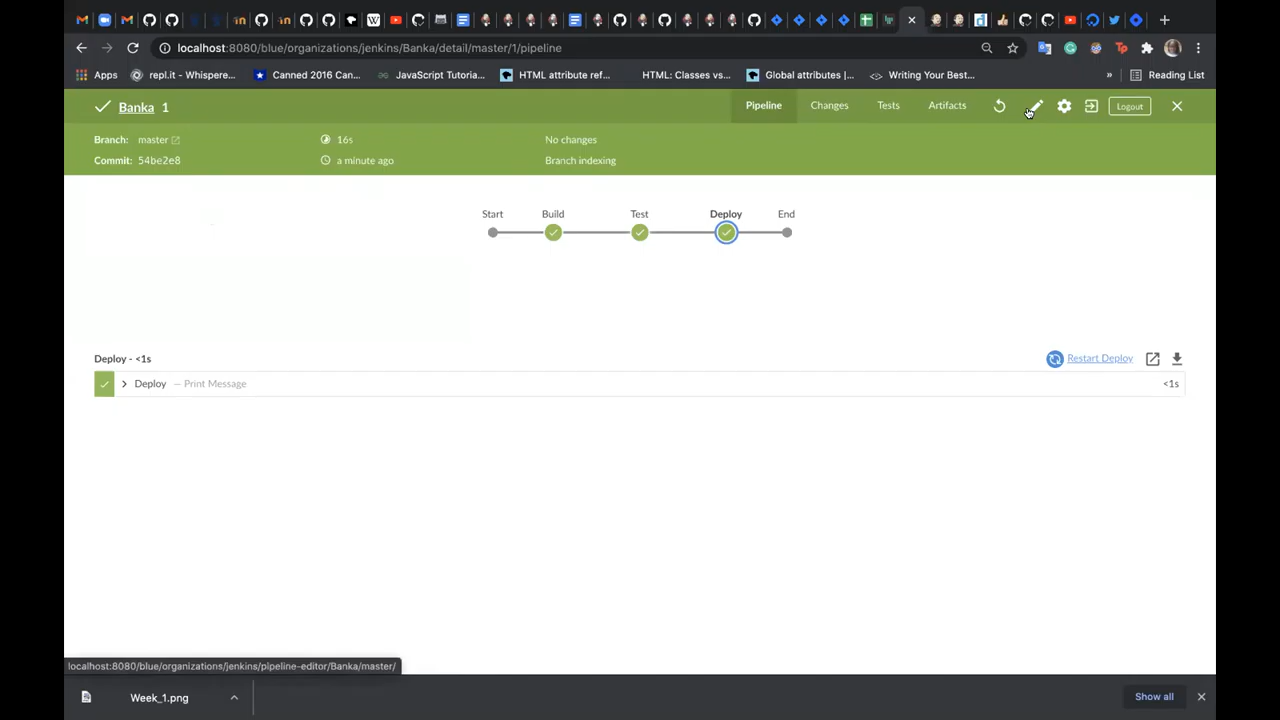 localhost:8080/blue/organizations/jenkins/Banka/detail/master/1/pipeline
Apps repl.it - Whispere... Canned 2016 Can... JavaScript Tutoria... HTML attribute ref... HTML: Classes vs... Global attributes |... Writing Your Best... » Reading List
Banka 1 Pipeline Changes Tests Artifacts Logout
Branch: master 16s No changes
Commit: 54be2e8 a minute ago Branch indexing
Start Build Test Deploy End
Deploy - <1s Restart Deploy
Deploy — Print Message <1s
localhost:8080/blue/organizations/jenkins/pipeline-editor/Banka/master/
Week_1.png Show all